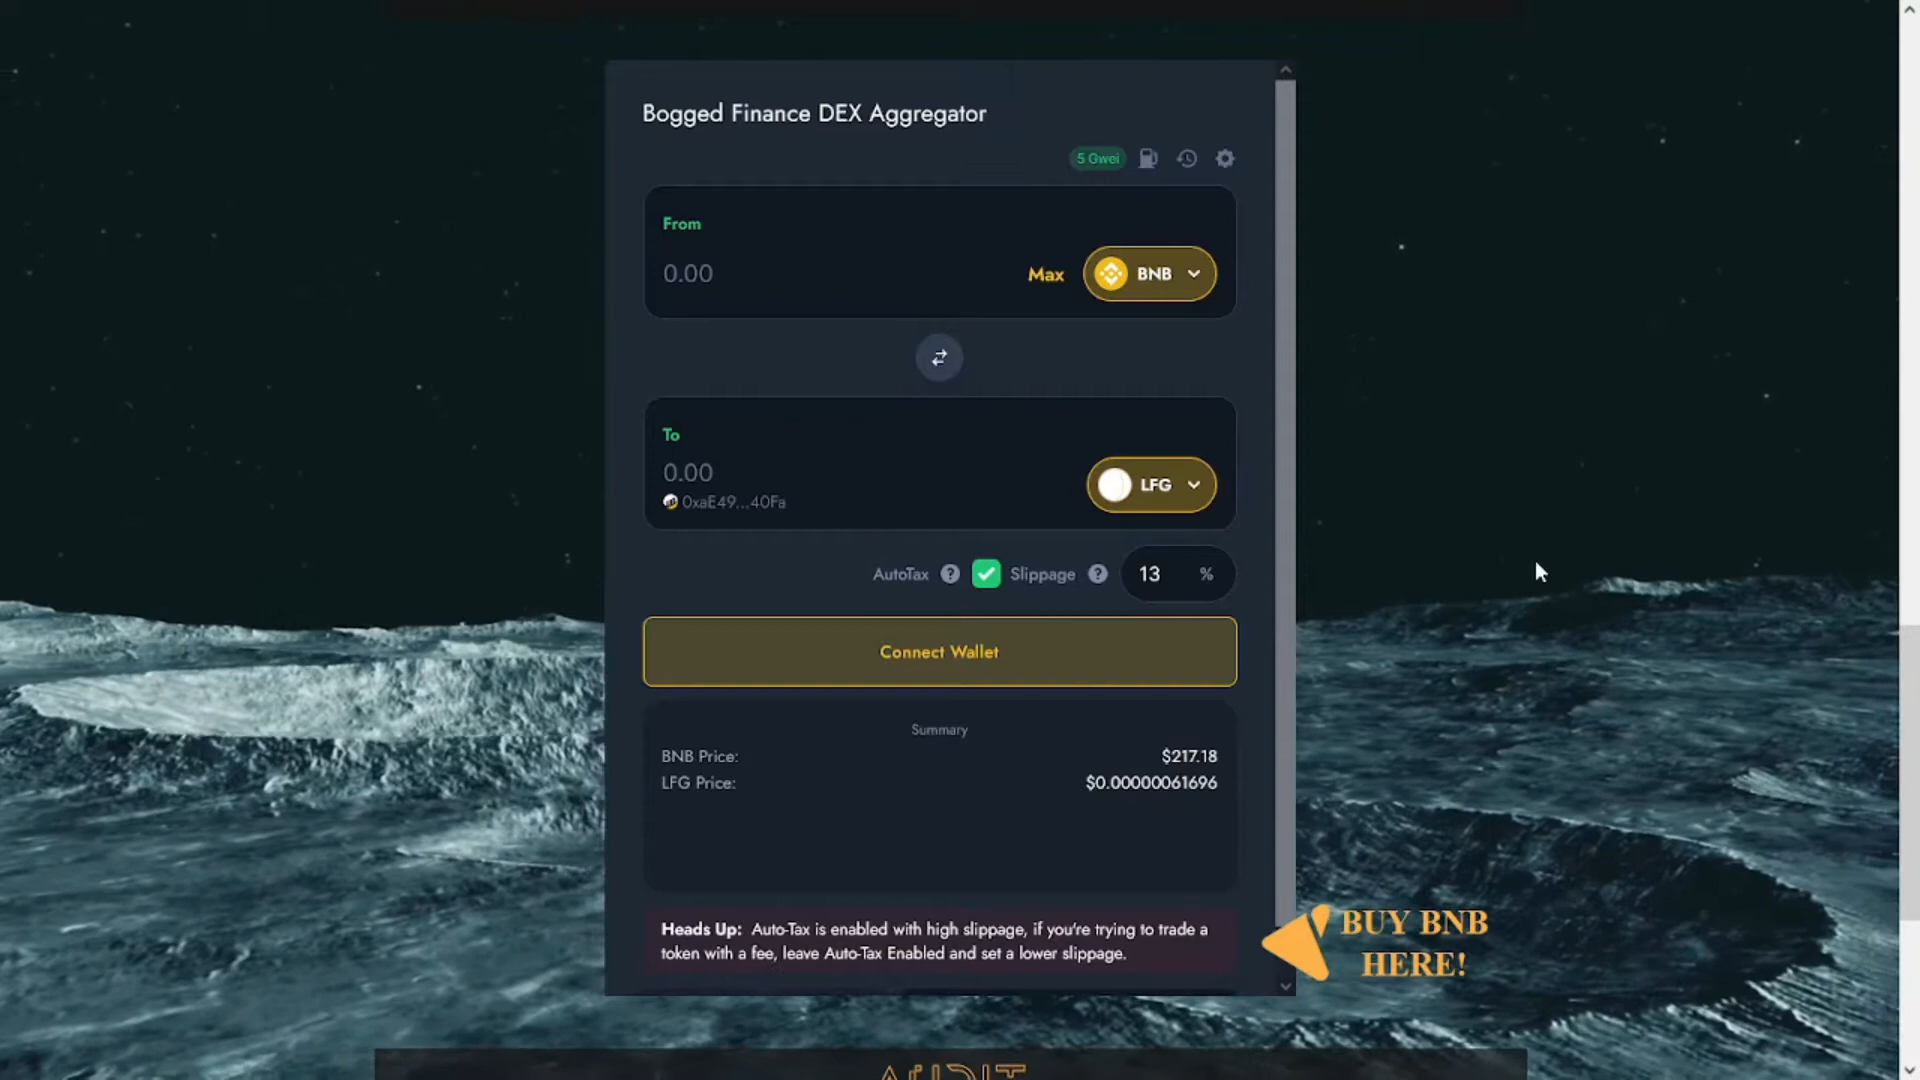 Bogged Finance DEX Aggregator
5 Gwei
From
0.00
Max
BNB
To
0.00
0xaE49...40Fa
LFG
AutoTax ? Slippage ? 13 %
Connect Wallet
Summary
BNB Price: $217.18
LFG Price: $0.00000061696
Heads Up: Auto-Tax is enabled with high slippage, if you're trying to trade a
token with a fee, leave Auto-Tax Enabled and set a lower slippage.
BUY BNB
HERE!
AUDIT